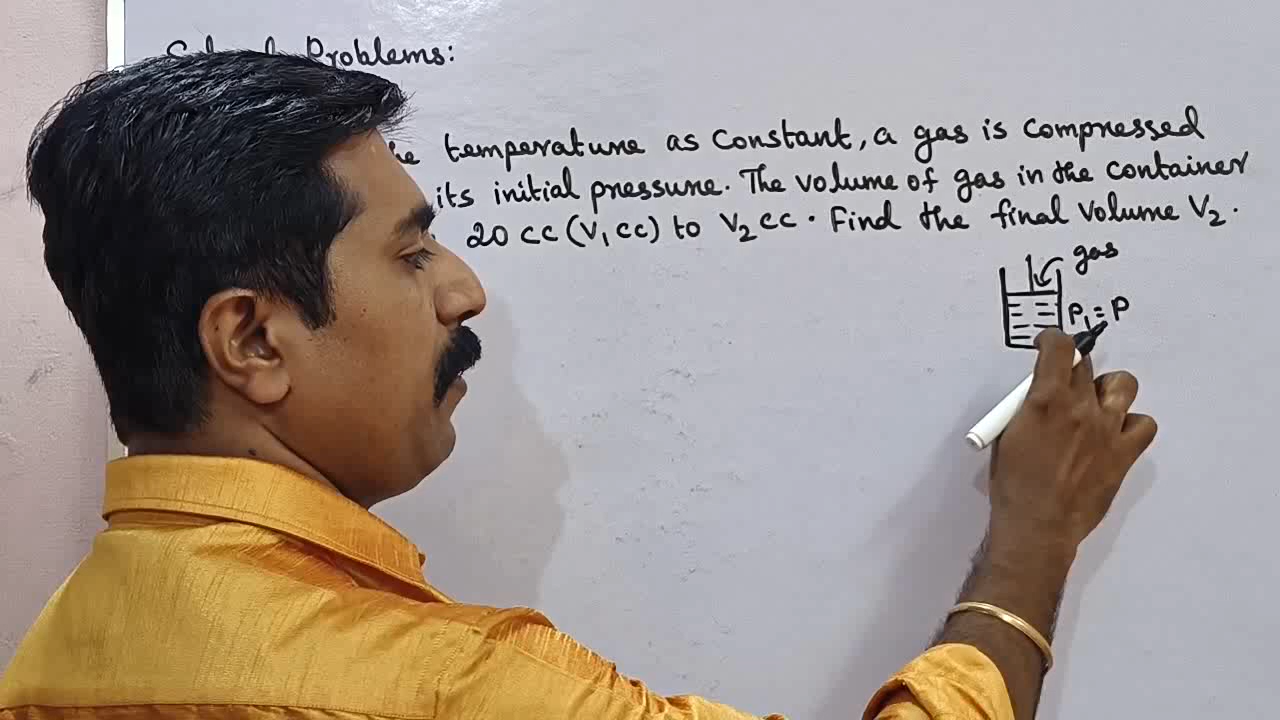 Problems:
temperature as constant, a gas is compressed
its initial pressure. The volume of gas in the container
20 cc (V₁ cc) to V₂ cc. Find the final volume V₂.
gas
P₁ = P